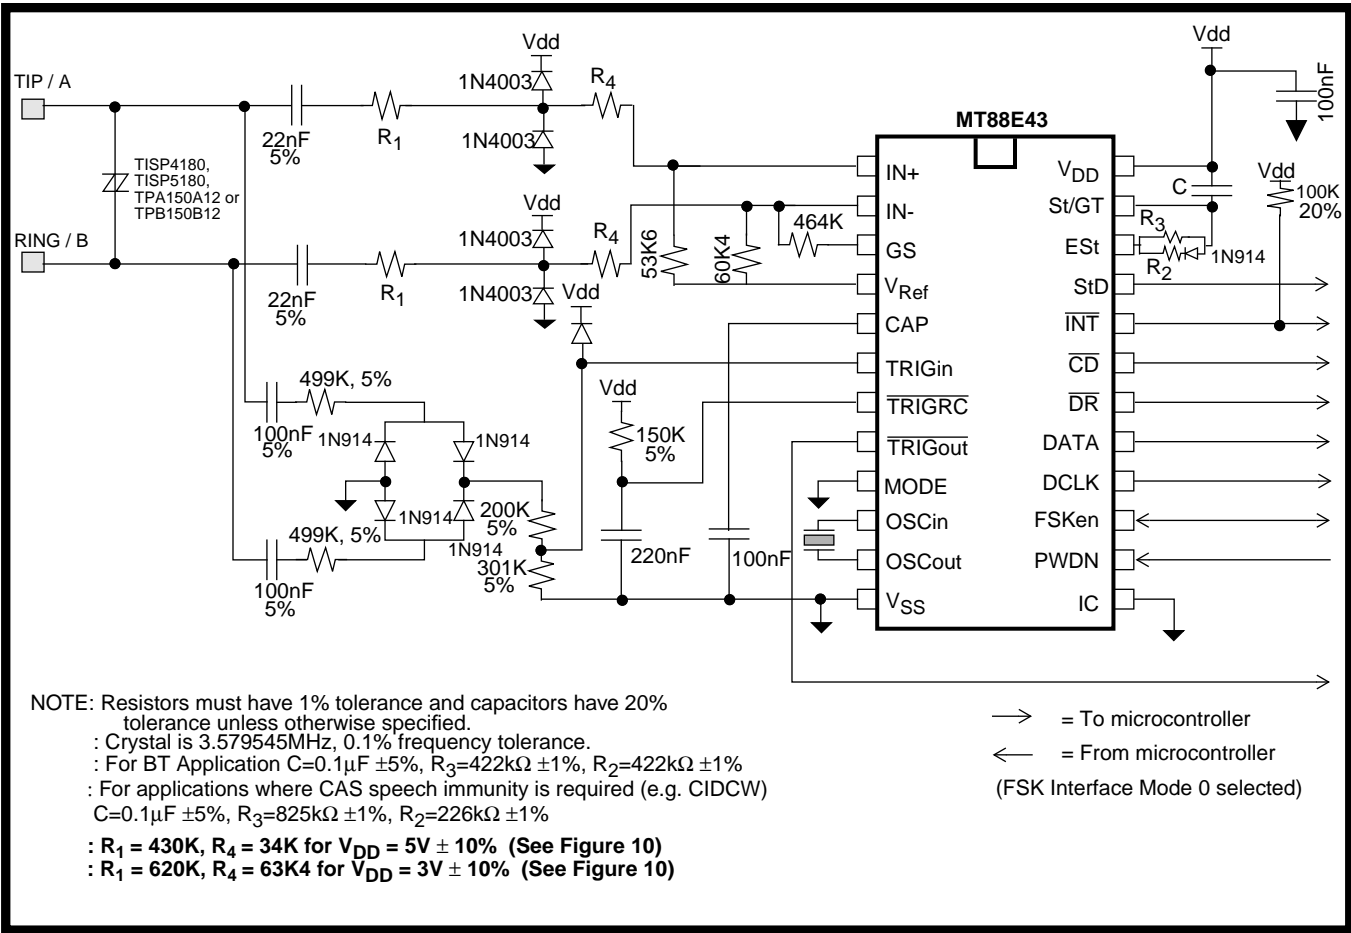 Vdd
TIP / A
1N4003
R4
22nF
5%
R1
1N4003
TISP4180,
TISP5180,
TPA150A12 or
TPB150B12
RING / B
Vdd
1N4003
R4
22nF
5%
R1
1N4003
Vdd
53K6
60K4
464K
MT88E43
IN+
IN-
GS
VRef
CAP
TRIGin
TRIGRC
TRIGout
MODE
OSCin
OSCout
VSS
VDD
St/GT
ESt
StD
INT
CD
DR
DATA
DCLK
FSKen
PWDN
IC
Vdd
100nF
C
Vdd
100K
20%
R3
R2
1N914
499K, 5%
100nF
5%
1N914
1N914
1N914
1N914
499K, 5%
100nF
5%
200K
5%
301K
5%
Vdd
150K
5%
220nF
100nF
NOTE: Resistors must have 1% tolerance and capacitors have 20%
tolerance unless otherwise specified.
: Crystal is 3.579545MHz, 0.1% frequency tolerance.
: For BT Application C=0.1μF ±5%, R3=422kΩ ±1%, R2=422kΩ ±1%
: For applications where CAS speech immunity is required (e.g. CIDCW)
C=0.1μF ±5%, R3=825kΩ ±1%, R2=226kΩ ±1%
: R1 = 430K, R4 = 34K for VDD = 5V ± 10% (See Figure 10)
: R1 = 620K, R4 = 63K4 for VDD = 3V ± 10% (See Figure 10)
= To microcontroller
= From microcontroller
(FSK Interface Mode 0 selected)